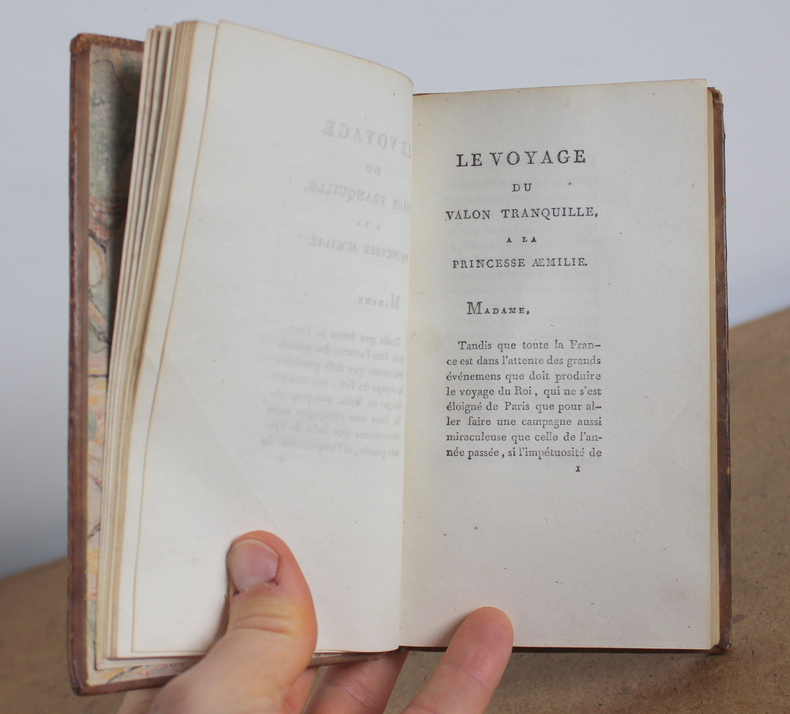 LE VOYAGE
DU
VALON TRANQUILLE,
A LA
PRINCESSE ÆMILIE.
MADAME,
Tandis que toute la Fran-
ce est dans l'attente des grands
événemens que doit produire
le voyage du Roi, qui ne s'est
éloigné de Paris que pour al-
ler faire une campagne aussi
miraculeuse que celle de l'an-
née passée, si l'impétuosité de
1